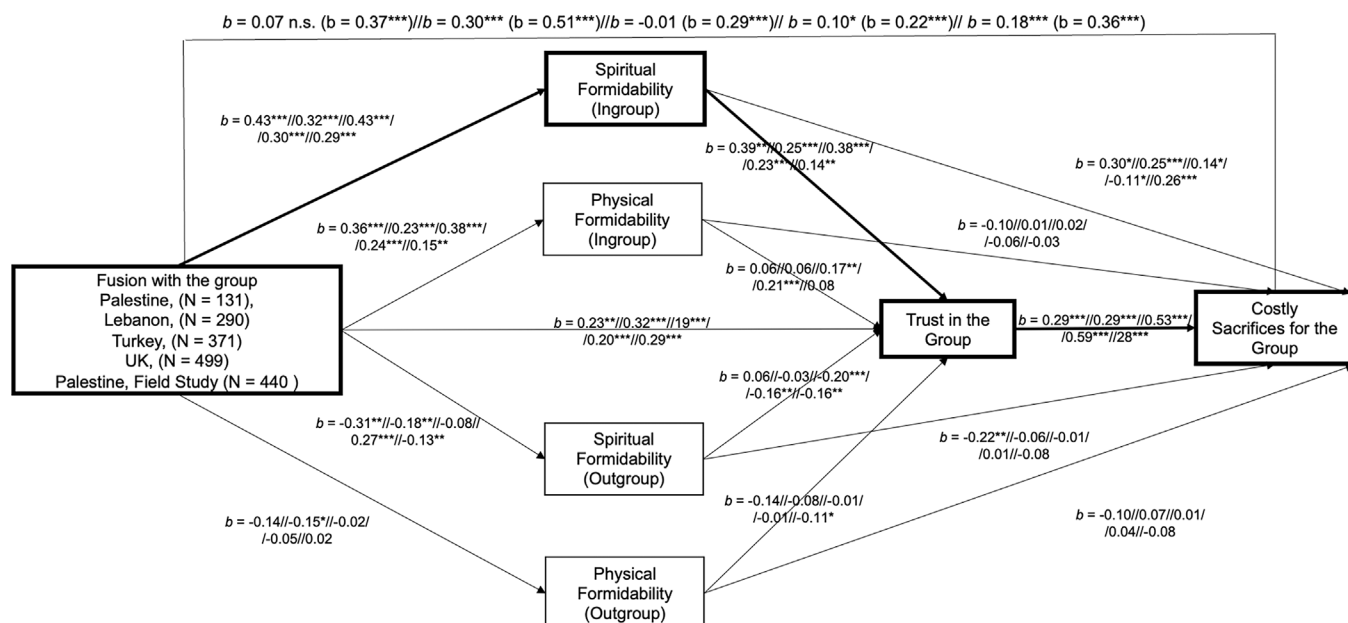 b = 0.07 n.s. (b = 0.37***)//b = 0.30*** (b = 0.51***)//b = -0.01 (b = 0.29***)// b = 0.10* (b = 0.22***)// b = 0.18*** (b = 0.36***)
Spiritual
Formidability
(Ingroup)
b = 0.43***//0.32***//0.43***/
/0.30***//0.29***
b = 0.39**//0.25***//0.38***/
/0.23***//0.14**
b = 0.30*//0.25***//0.14*/
/-0.11*//0.26***
Physical
Formidability
(Ingroup)
b = 0.36***//0.23***//0.38***/
/0.24***//0.15**
b = -0.10//0.01//0.02/
/-0.06//-0.03
b = 0.06//0.06//0.17**/
/0.21***//0.08
Fusion with the group
Palestine, (N = 131),
Lebanon, (N = 290)
Turkey, (N = 371)
UK, (N = 499)
Palestine, Field Study (N = 440 )
b = 0.23**//0.32***//19***/
/0.20***//0.29***
Trust in the
Group
b = 0.29***//0.29***//0.53***/
/0.59***//28***
Costly
Sacrifices for the
Group
b = 0.06//-0.03//-0.20***/
/-0.16**//-0.16**
b = -0.31**//-0.18**//-0.08//
0.27***//-0.13**
Spiritual
Formidability
(Outgroup)
b = -0.22**//-0.06//-0.01/
/0.01//-0.08
b = -0.14//-0.08//-0.01/
/-0.01//-0.11*
b = -0.14//-0.15*//-0.02/
/-0.05//0.02
b = -0.10//0.07//0.01/
/0.04//-0.08
Physical
Formidability
(Outgroup)